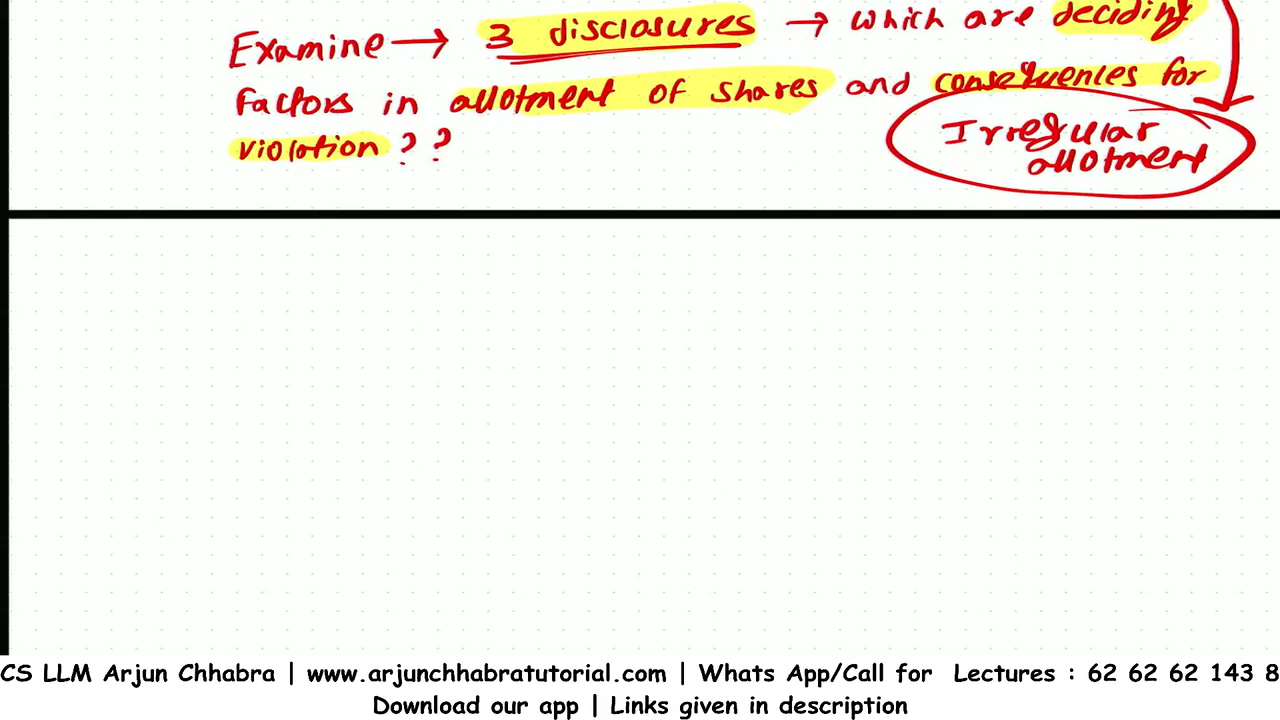 Examine → 3 disclosures → which are deciding
factors in allotment of shares and consequences for
violation ? ?
Irregular
allotment
CS LLM Arjun Chhabra | www.arjunchhabratutorial.com | Whats App/Call for Lectures : 62 62 62 143 8
Download our app | Links given in description